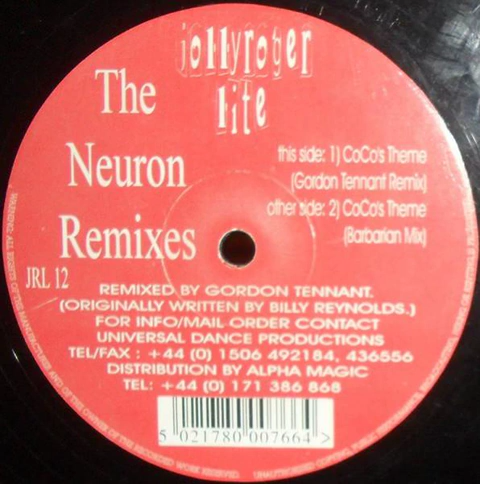 jollyroger
lite
The
Neuron
Remixes
JRL 12
this side: 1) CoCo's Theme
(Gordon Tennant Remix)
other side: 2) CoCo's Theme
(Barbarian Mix)
REMIXED BY GORDON TENNANT.
(ORIGINALLY WRITTEN BY BILLY REYNOLDS.)
FOR INFO/MAIL ORDER CONTACT
UNIVERSAL DANCE PRODUCTIONS
TEL/FAX : +44 (0) 1506 492184, 436556
DISTRIBUTION BY ALPHA MAGIC
TEL: +44 (0) 171 386 868
5 021780 007664 >